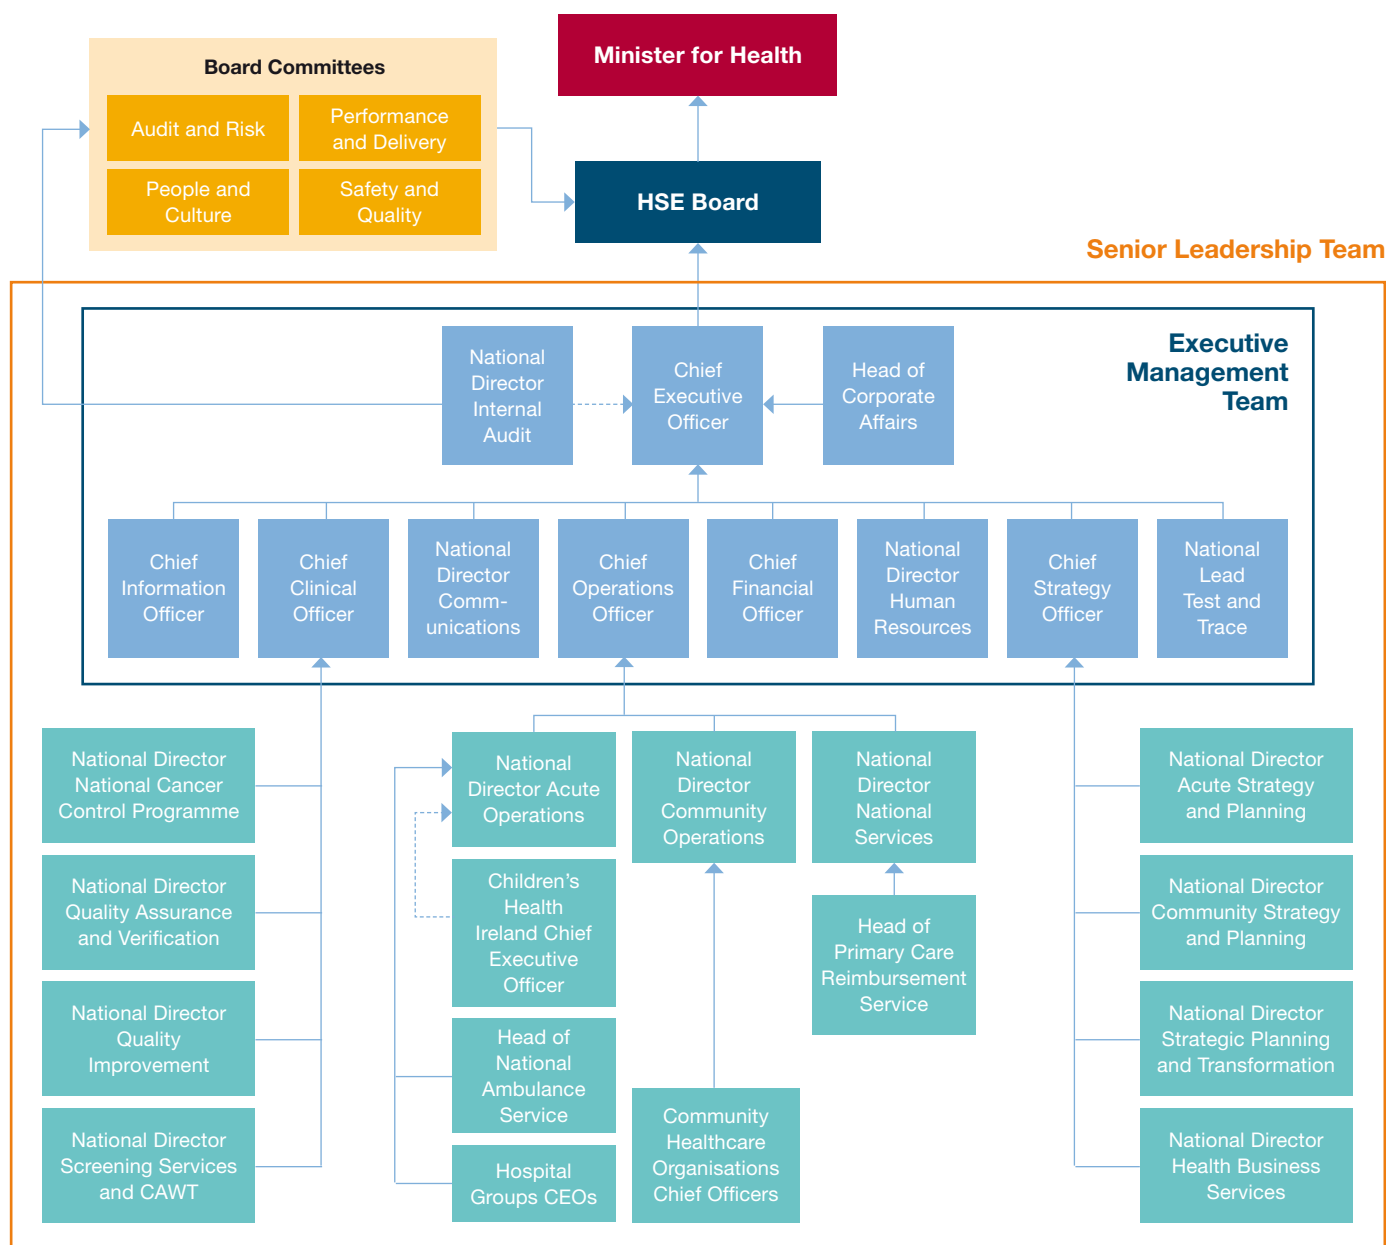 Minister for Health
Board Committees
Audit and Risk
Performance
and Delivery
People and
Culture
Safety and
Quality
HSE Board
Senior Leadership Team
Executive
Management
Team
National
Director
Internal
Audit
Chief
Executive
Officer
Head of
Corporate
Affairs
Chief
Information
Officer
Chief
Clinical
Officer
National
Director
Comm-
unications
Chief
Operations
Officer
Chief
Financial
Officer
National
Director
Human
Resources
Chief
Strategy
Officer
National
Lead
Test and
Trace
National Director
National Cancer
Control Programme
National Director
Quality Assurance
and Verification
National Director
Quality
Improvement
National Director
Screening Services
and CAWT
National
Director Acute
Operations
Children's
Health
Ireland Chief
Executive
Officer
Head of
National
Ambulance
Service
Hospital
Groups CEOs
National
Director
Community
Operations
Community
Healthcare
Organisations
Chief Officers
National
Director
National
Services
Head of
Primary Care
Reimbursement
Service
National Director
Acute Strategy
and Planning
National Director
Community Strategy
and Planning
National Director
Strategic Planning
and Transformation
National Director
Health Business
Services